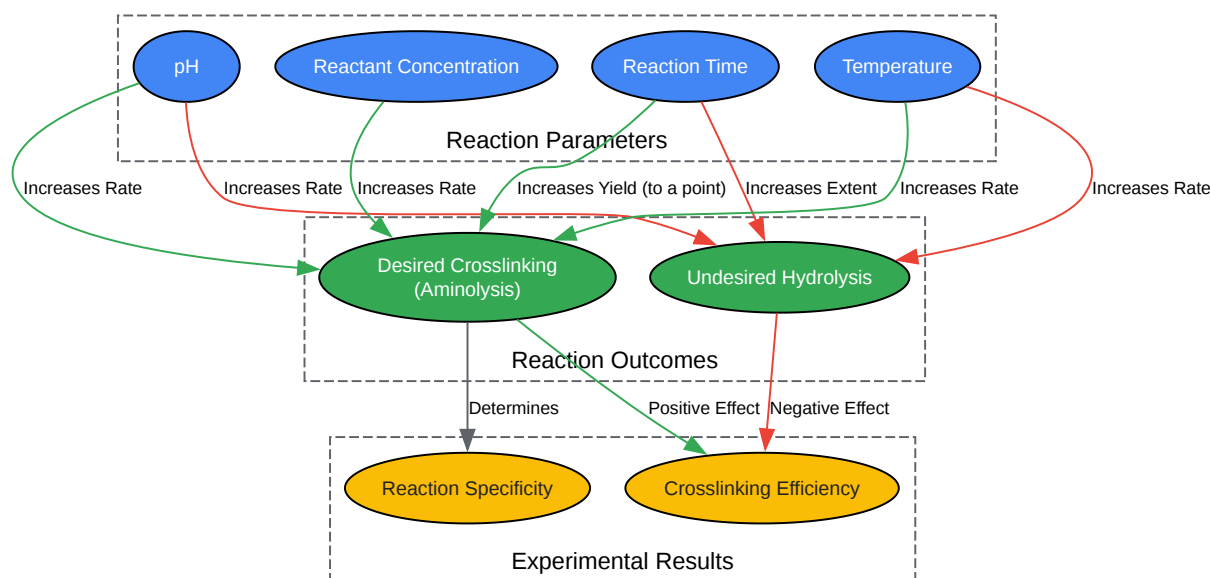 pH
Reactant Concentration
Reaction Time
Temperature
Reaction Parameters
Increases Rate
Increases Rate
Increases Rate
Increases Yield (to a point)
Increases Extent
Increases Rate
Increases Rate
Desired Crosslinking
(Aminolysis)
Undesired Hydrolysis
Reaction Outcomes
Determines
Positive Effect
Negative Effect
Reaction Specificity
Crosslinking Efficiency
Experimental Results